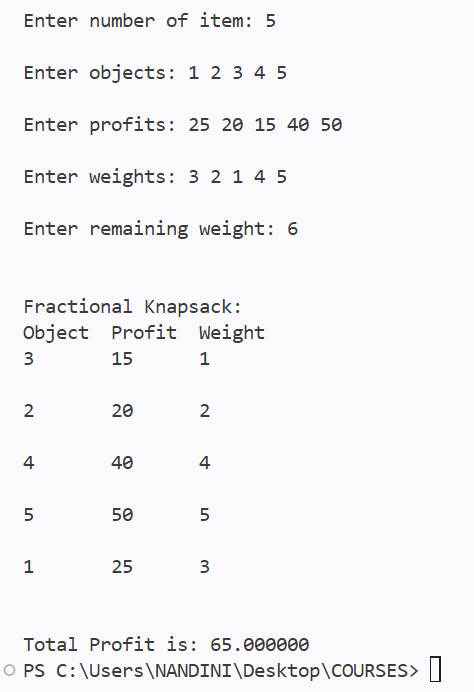 Enter number of item: 5
Enter objects: 1 2 3 4 5
Enter profits: 25 20 15 40 50
Enter weights: 3 2 1 4 5
Enter remaining weight: 6
Fractional Knapsack:
Object  Profit  Weight
3       15      1
2       20      2
4       40      4
5       50      5
1       25      3
Total Profit is: 65.000000
PS C:\Users\NANDINI\Desktop\COURSES>